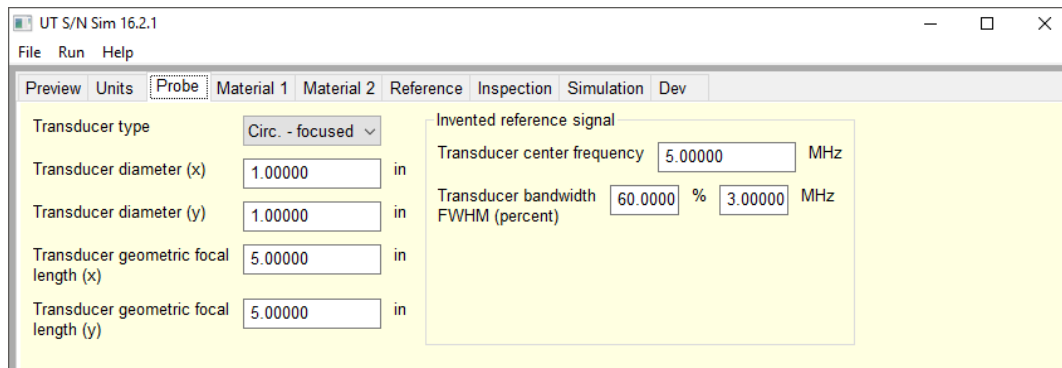 UT S/N Sim 16.2.1
File Run Help
Preview Units Probe Material 1 Material 2 Reference Inspection Simulation Dev
Transducer type Circ. - focused
Transducer diameter (x) 1.00000 in
Transducer diameter (y) 1.00000 in
Transducer geometric focal
length (x)
5.00000 in
Transducer geometric focal
length (y)
5.00000 in
Invented reference signal
Transducer center frequency 5.00000 MHz
Transducer bandwidth
FWHM (percent)
60.0000 % 3.00000 MHz